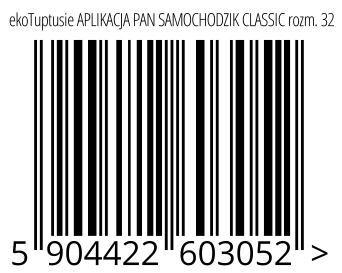 ekoTuptusie APLIKACJA PAN SAMOCHODZIK CLASSIC rozm. 32
5 904422 603052 >